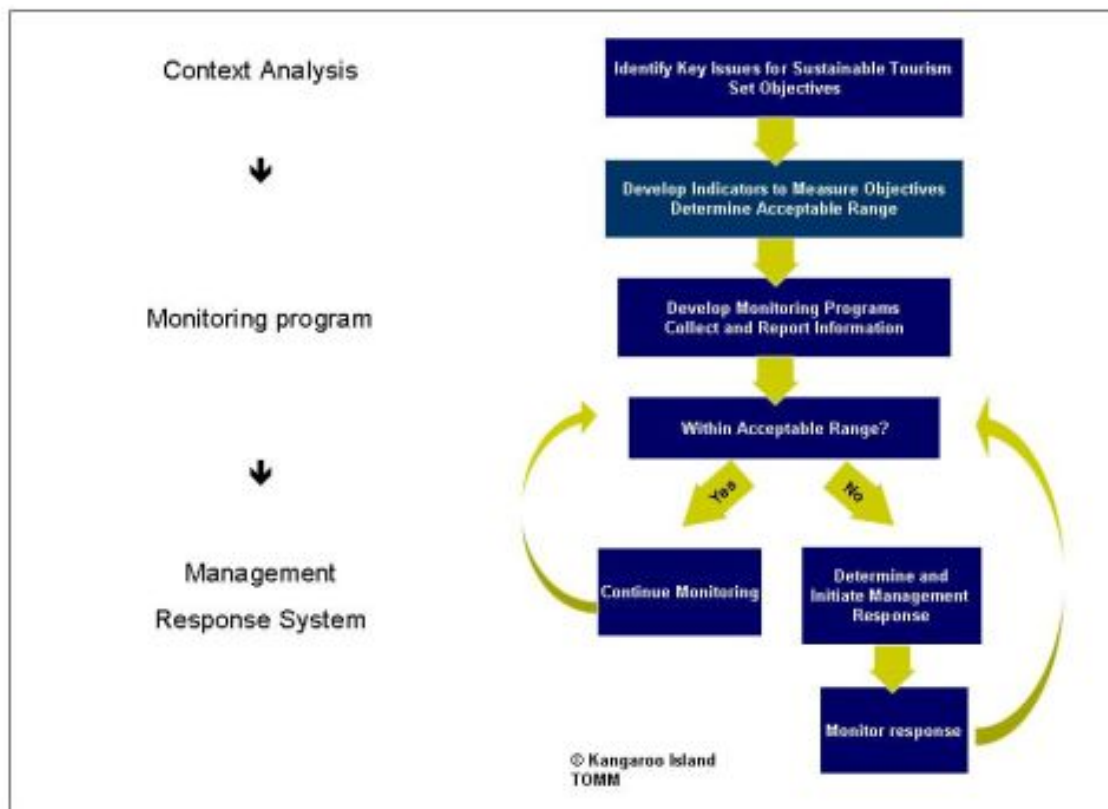 Context Analysis
Identify Key Issues for Sustainable Tourism
Set Objectives
Develop Indicators to Measure Objectives
Determine Acceptable Range
Monitoring program
Develop Monitoring Programs
Collect and Report Information
Within Acceptable Range?
Yes
No
Management
Response System
Continue Monitoring
Determine and
Initiate Management
Response
Monitor response
© Kangaroo Island
TOMM